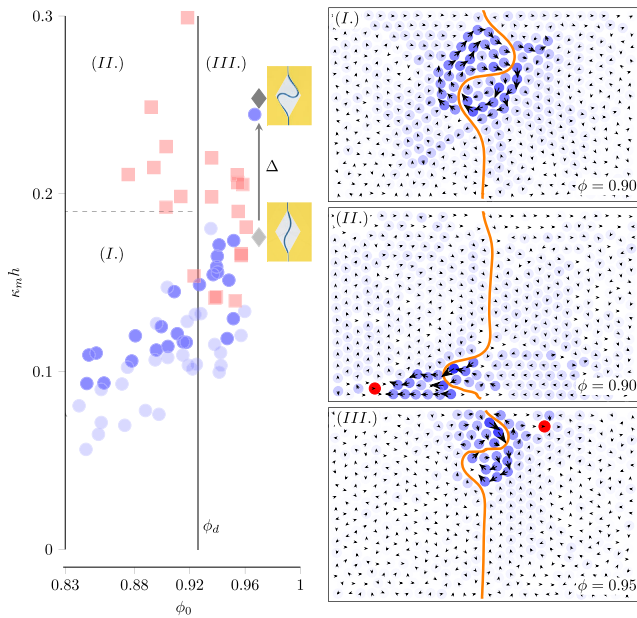 0.3
(II.)
(III.)
Δ
0.2
κₘh
(I.)
0.1
ϕ_d
0
0.83
0.88
0.92
0.96
1
ϕ₀
(I.)
ϕ = 0.90
(II.)
ϕ = 0.90
(III.)
ϕ = 0.95